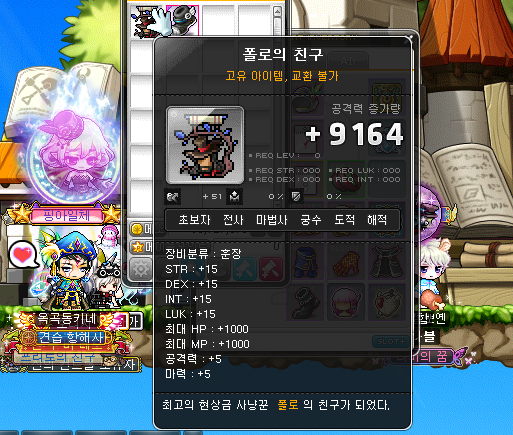 폴로의 친구
고유 아이템, 교환 불가
공격력 증가량
+ 9164
REQ LEV : 0
REQ STR : 000 REQ LUK : 000
REQ DEX : 000 REQ INT : 000
+51 0% 0%
초보자 전사 마법사 궁수 도적 해적
장비분류 : 훈장
STR : +15
DEX : +15
INT : +15
LUK : +15
최대 HP : +1000
최대 MP : +1000
공격력 : +5
마력 : +5
최고의 현상금 사냥꾼 폴로 의 친구가 되었다.
핑아일체
옥곡동키네
견습 항해사
프리토의 친구
SLOT+